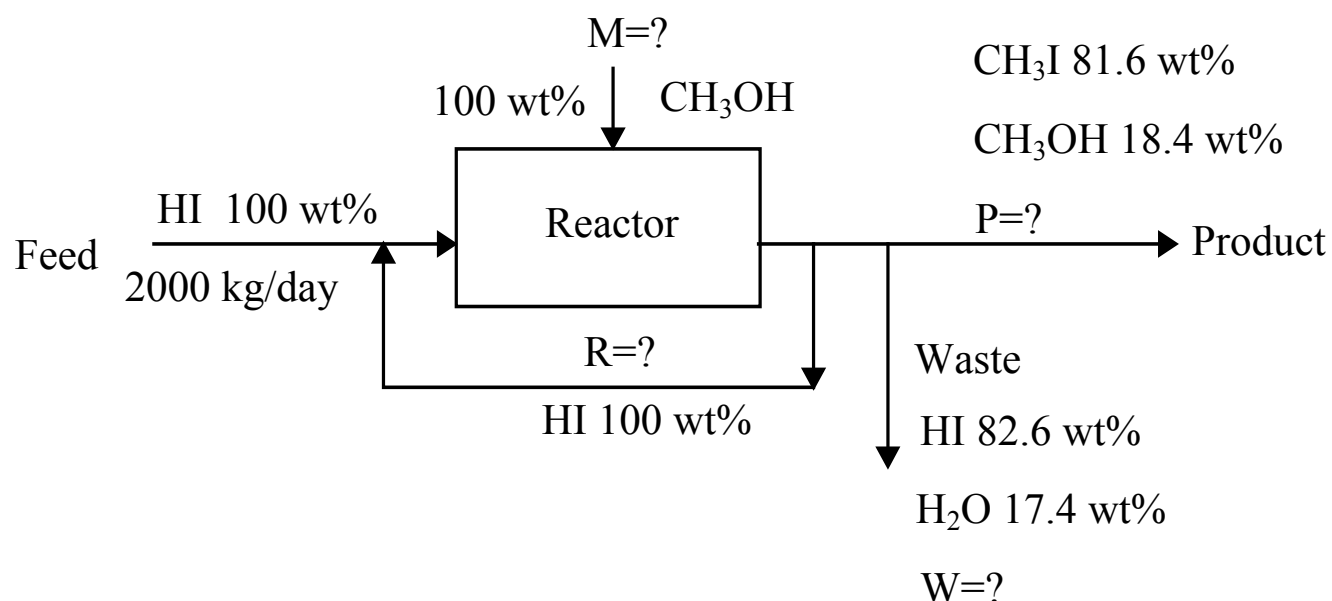 M=?
100 wt%
CH₃OH
CH₃I 81.6 wt%
CH₃OH 18.4 wt%
P=?
HI 100 wt%
Feed
2000 kg/day
Reactor
Product
R=?
HI 100 wt%
Waste
HI 82.6 wt%
H₂O 17.4 wt%
W=?